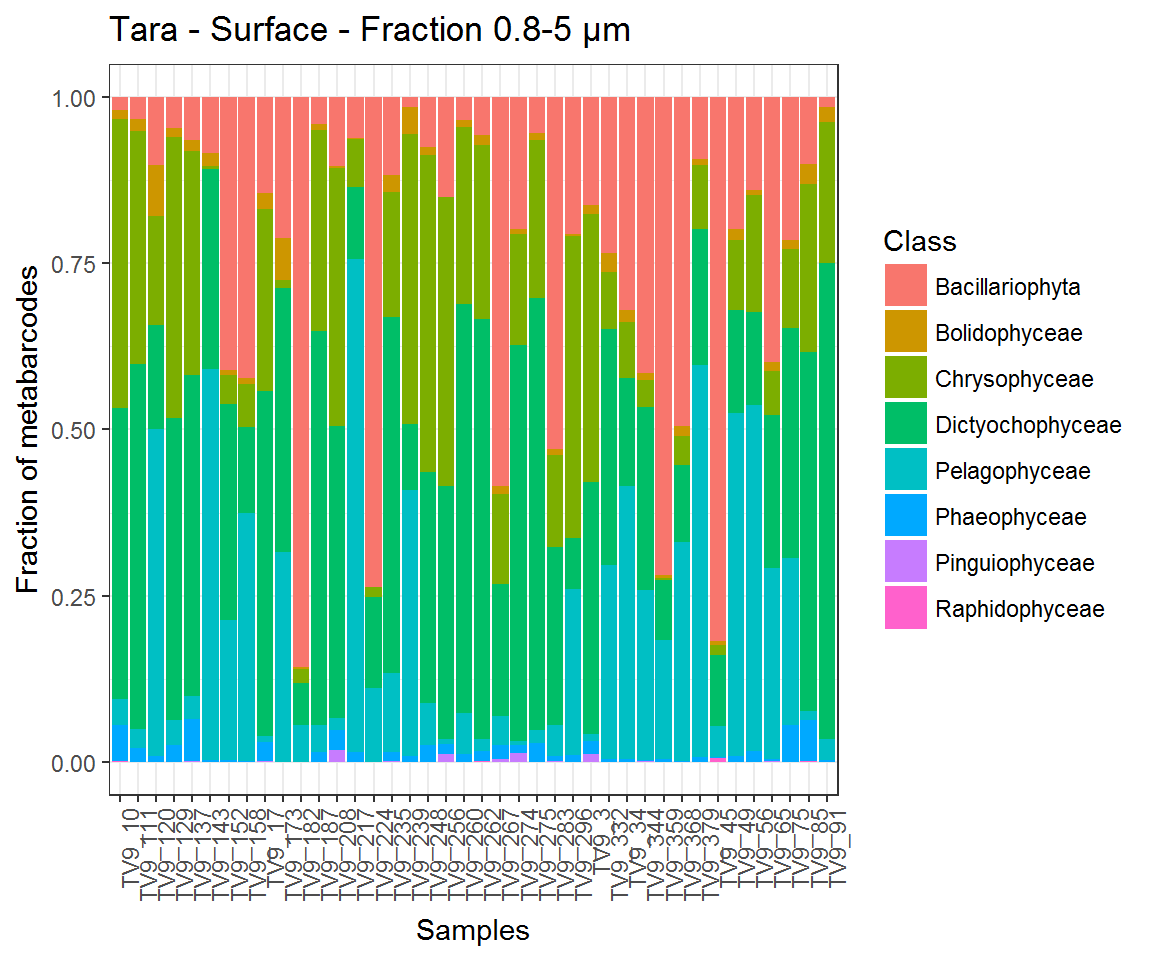 Tara - Surface - Fraction 0.8-5 µm
Fraction of metabarcodes
1.00
0.75
0.50
0.25
0.00
TV9_10
TV9_111
TV9_120
TV9_129
TV9_137
TV9_143
TV9_152
TV9_158
TV9_17
TV9_173
TV9_182
TV9_187
TV9_208
TV9_217
TV9_224
TV9_235
TV9_239
TV9_248
TV9_256
TV9_260
TV9_262
TV9_267
TV9_274
TV9_275
TV9_283
TV9_296
TV9_3
TV9_332
TV9_34
TV9_344
TV9_359
TV9_368
TV9_379
TV9_45
TV9_49
TV9_56
TV9_65
TV9_75
TV9_85
TV9_91
Samples
Class
Bacillariophyta
Bolidophyceae
Chrysophyceae
Dictyochophyceae
Pelagophyceae
Phaeophyceae
Pinguiophyceae
Raphidophyceae